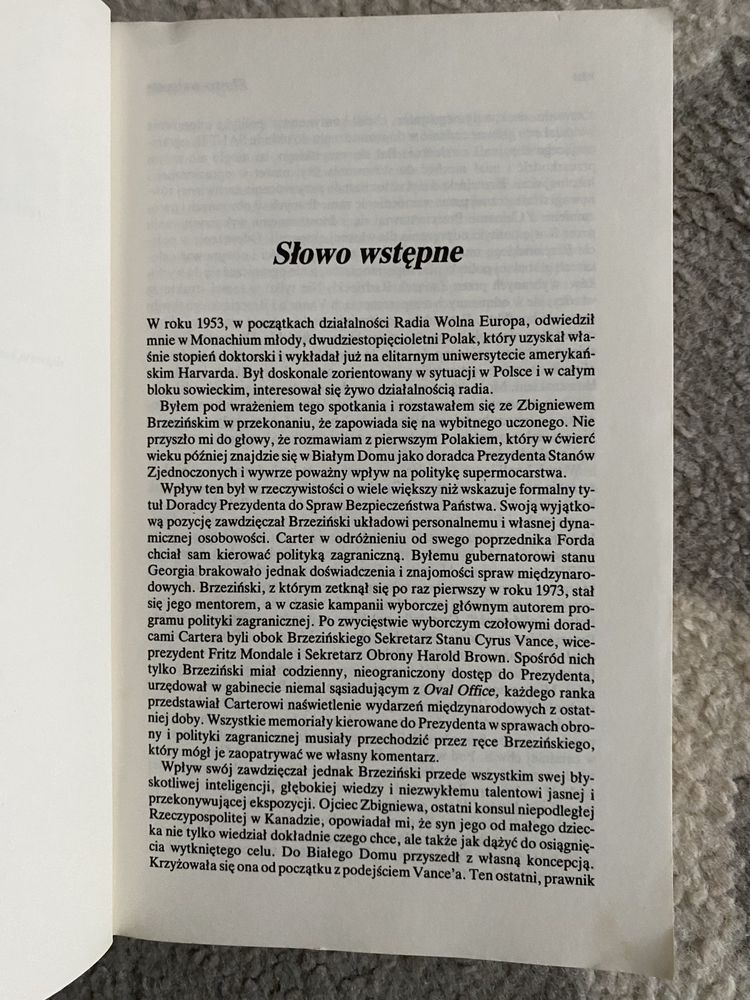 Słowo wstępne
W roku 1953, w początkach działalności Radia Wolna Europa, odwiedził
mnie w Monachium młody, dwudziestopięcioletni Polak, który uzyskał wła-
śnie stopień doktorski i wykładał już na elitarnym uniwersytecie amerykań-
skim Harvarda. Był doskonale zorientowany w sytuacji w Polsce i w całym
bloku sowieckim, interesował się żywo działalnością radia.
Byłem pod wrażeniem tego spotkania i rozstawałem się ze Zbigniewem
Brzezińskim w przekonaniu, że zapowiada się na wybitnego uczonego. Nie
przyszło mi do głowy, że rozmawiam z pierwszym Polakiem, który w ćwierć
wieku później znajdzie się w Białym Domu jako doradca Prezydenta Stanów
Zjednoczonych i wywrze poważny wpływ na politykę supermocarstwa.
Wpływ ten był w rzeczywistości o wiele większy niż wskazuje formalny ty-
tuł Doradcy Prezydenta do Spraw Bezpieczeństwa Państwa. Swoją wyjątko-
wą pozycję zawdzięczał Brzeziński układowi personalnemu i własnej dyna-
micznej osobowości. Carter w odróżnieniu od swego poprzednika Forda
chciał sam kierować polityką zagraniczną. Byłemu gubernatorowi stanu
Georgia brakowało jednak doświadczenia i znajomości spraw międzynaro-
dowych. Brzeziński, z którym zetknął się po raz pierwszy w roku 1973, stał
się jego mentorem, a w czasie kampanii wyborczej głównym autorem pro-
gramu polityki zagranicznej. Po zwycięstwie wyborczym czołowymi dorad-
cami Cartera byli obok Brzezińskiego Sekretarz Stanu Cyrus Vance, wice-
prezydent Fritz Mondale i Sekretarz Obrony Harold Brown. Spośród nich
tylko Brzeziński miał codzienny, nieograniczony dostęp do Prezydenta,
urzędował w gabinecie niemal sąsiadującym z Oval Office, każdego ranka
przedstawiał Carterowi naświetlenie wydarzeń międzynarodowych z ostat-
niej doby. Wszystkie memoriały kierowane do Prezydenta w sprawach obro-
ny i polityki zagranicznej musiały przechodzić przez ręce Brzezińskiego,
który mógł je zaopatrywać we własny komentarz.
Wpływ swój zawdzięczał jednak Brzeziński przede wszystkim swej bły-
skotliwej inteligencji, głębokiej wiedzy i niezwykłemu talentowi jasnej i
przekonywującej ekspozycji. Ojciec Zbigniewa, ostatni konsul niepodległej
Rzeczypospolitej w Kanadzie, opowiadał mi, że syn jego od małego dziec-
ka nie tylko wiedział dokładnie czego chce, ale także jak dążyć do osiągnię-
cia wytkniętego celu. Do Białego Domu przyszedł z własną koncepcją.
Krzyżowała się ona od początku z podejściem Vance'a. Ten ostatni, prawnik